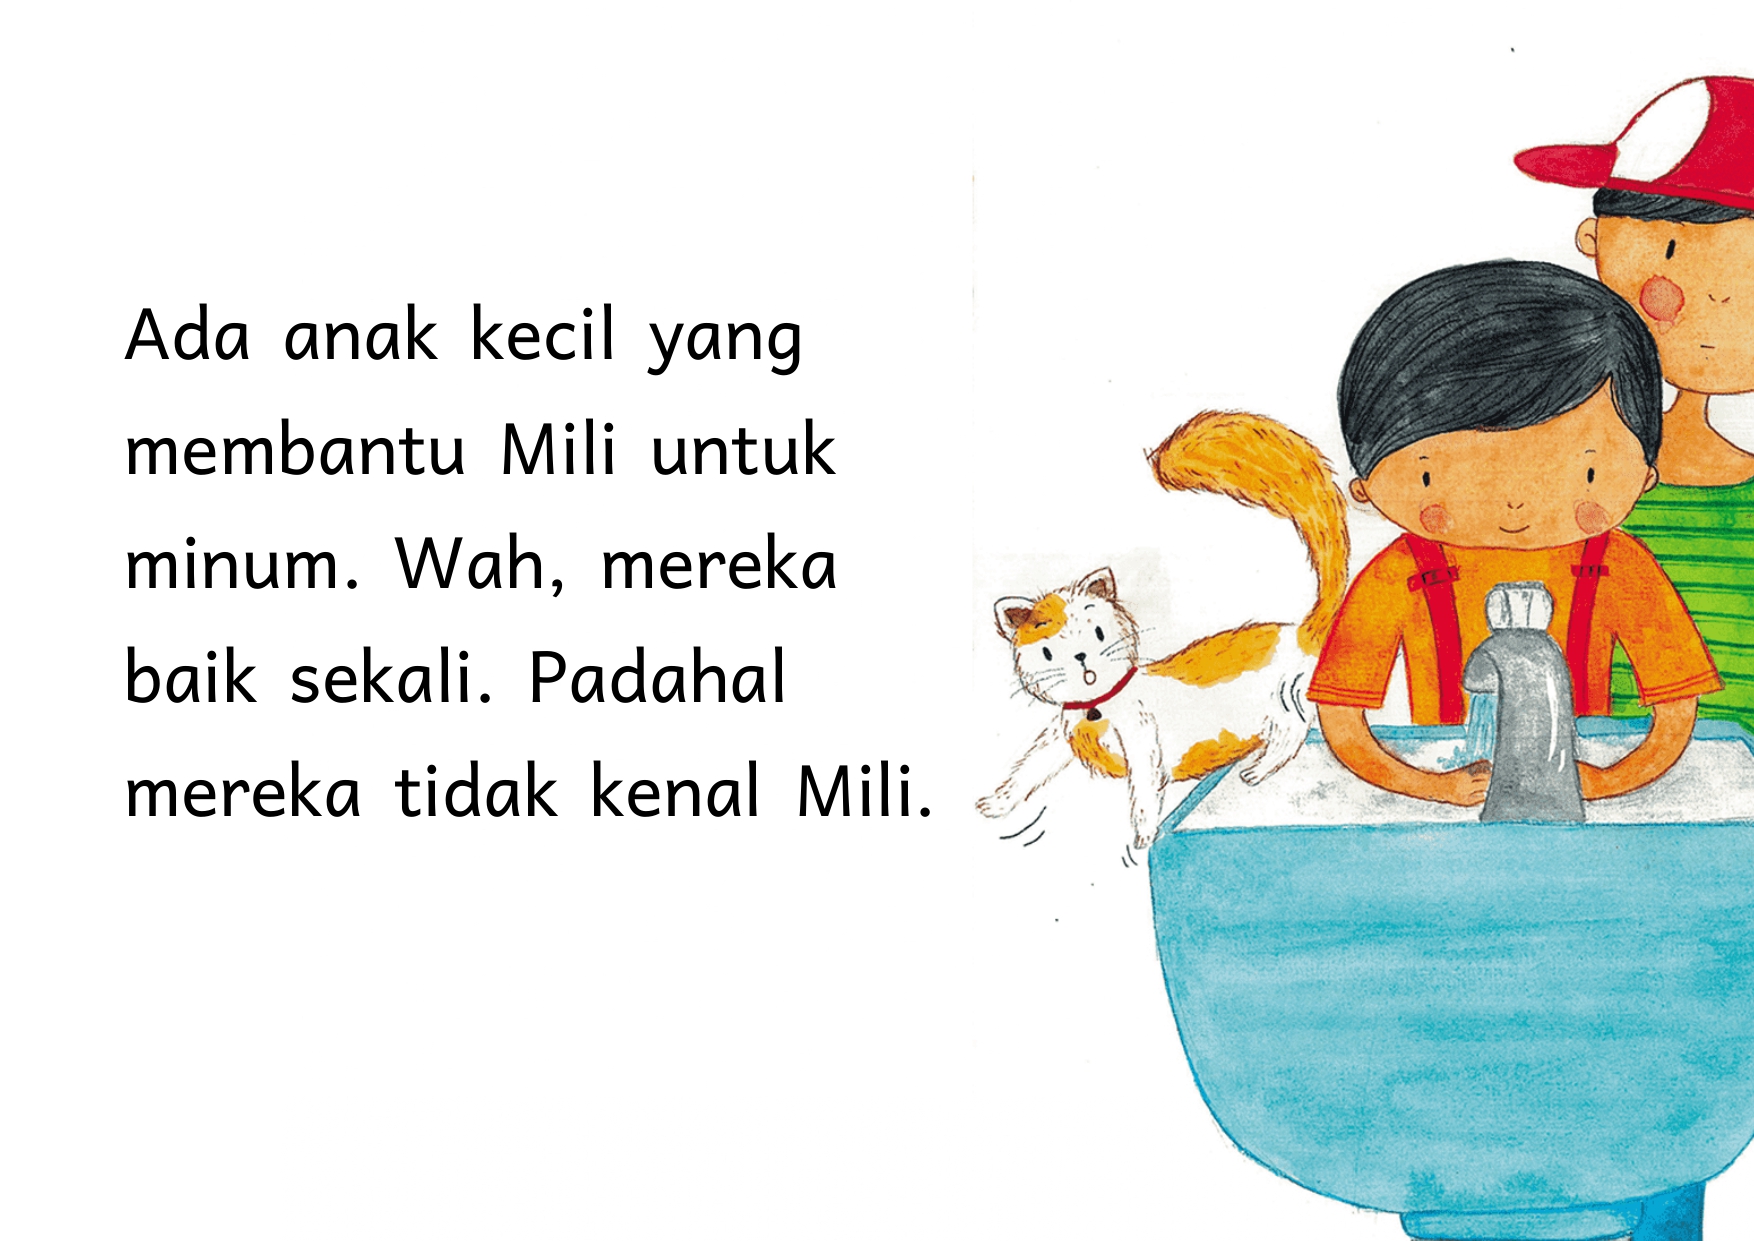 Ada anak kecil yang
membantu Mili untuk
minum. Wah, mereka
baik sekali. Padahal
mereka tidak kenal Mili.